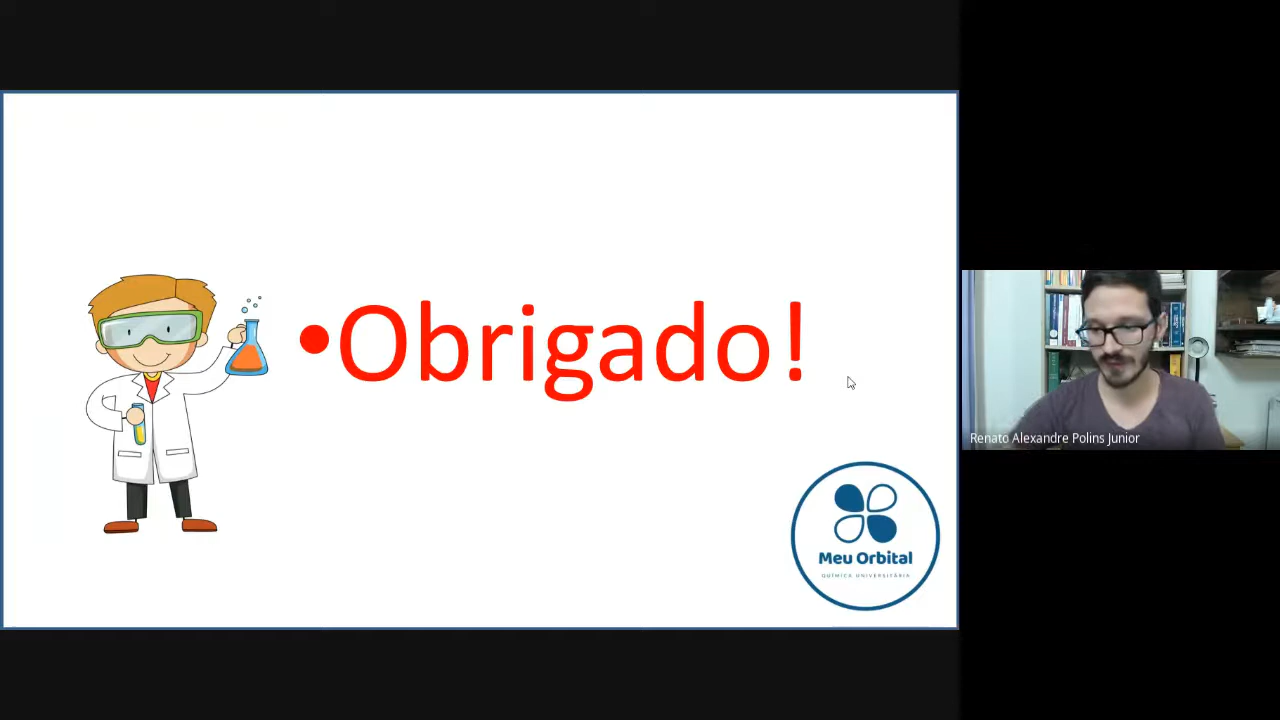 •Obrigado!
Renato Alexandre Polins Junior
Meu Orbital
QUÍMICA UNIVERSITÁRIA